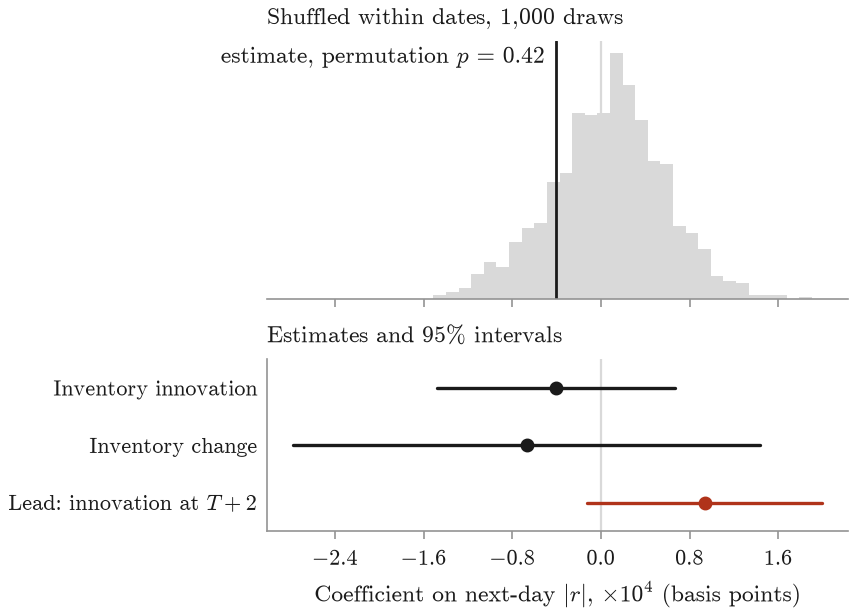 Shuffled within dates, 1,000 draws
estimate, permutation p = 0.42
Estimates and 95% intervals
Inventory innovation
Inventory change
Lead: innovation at T + 2
−2.4 −1.6 −0.8 0.0 0.8 1.6
Coefficient on next-day |r|, ×10⁴ (basis points)